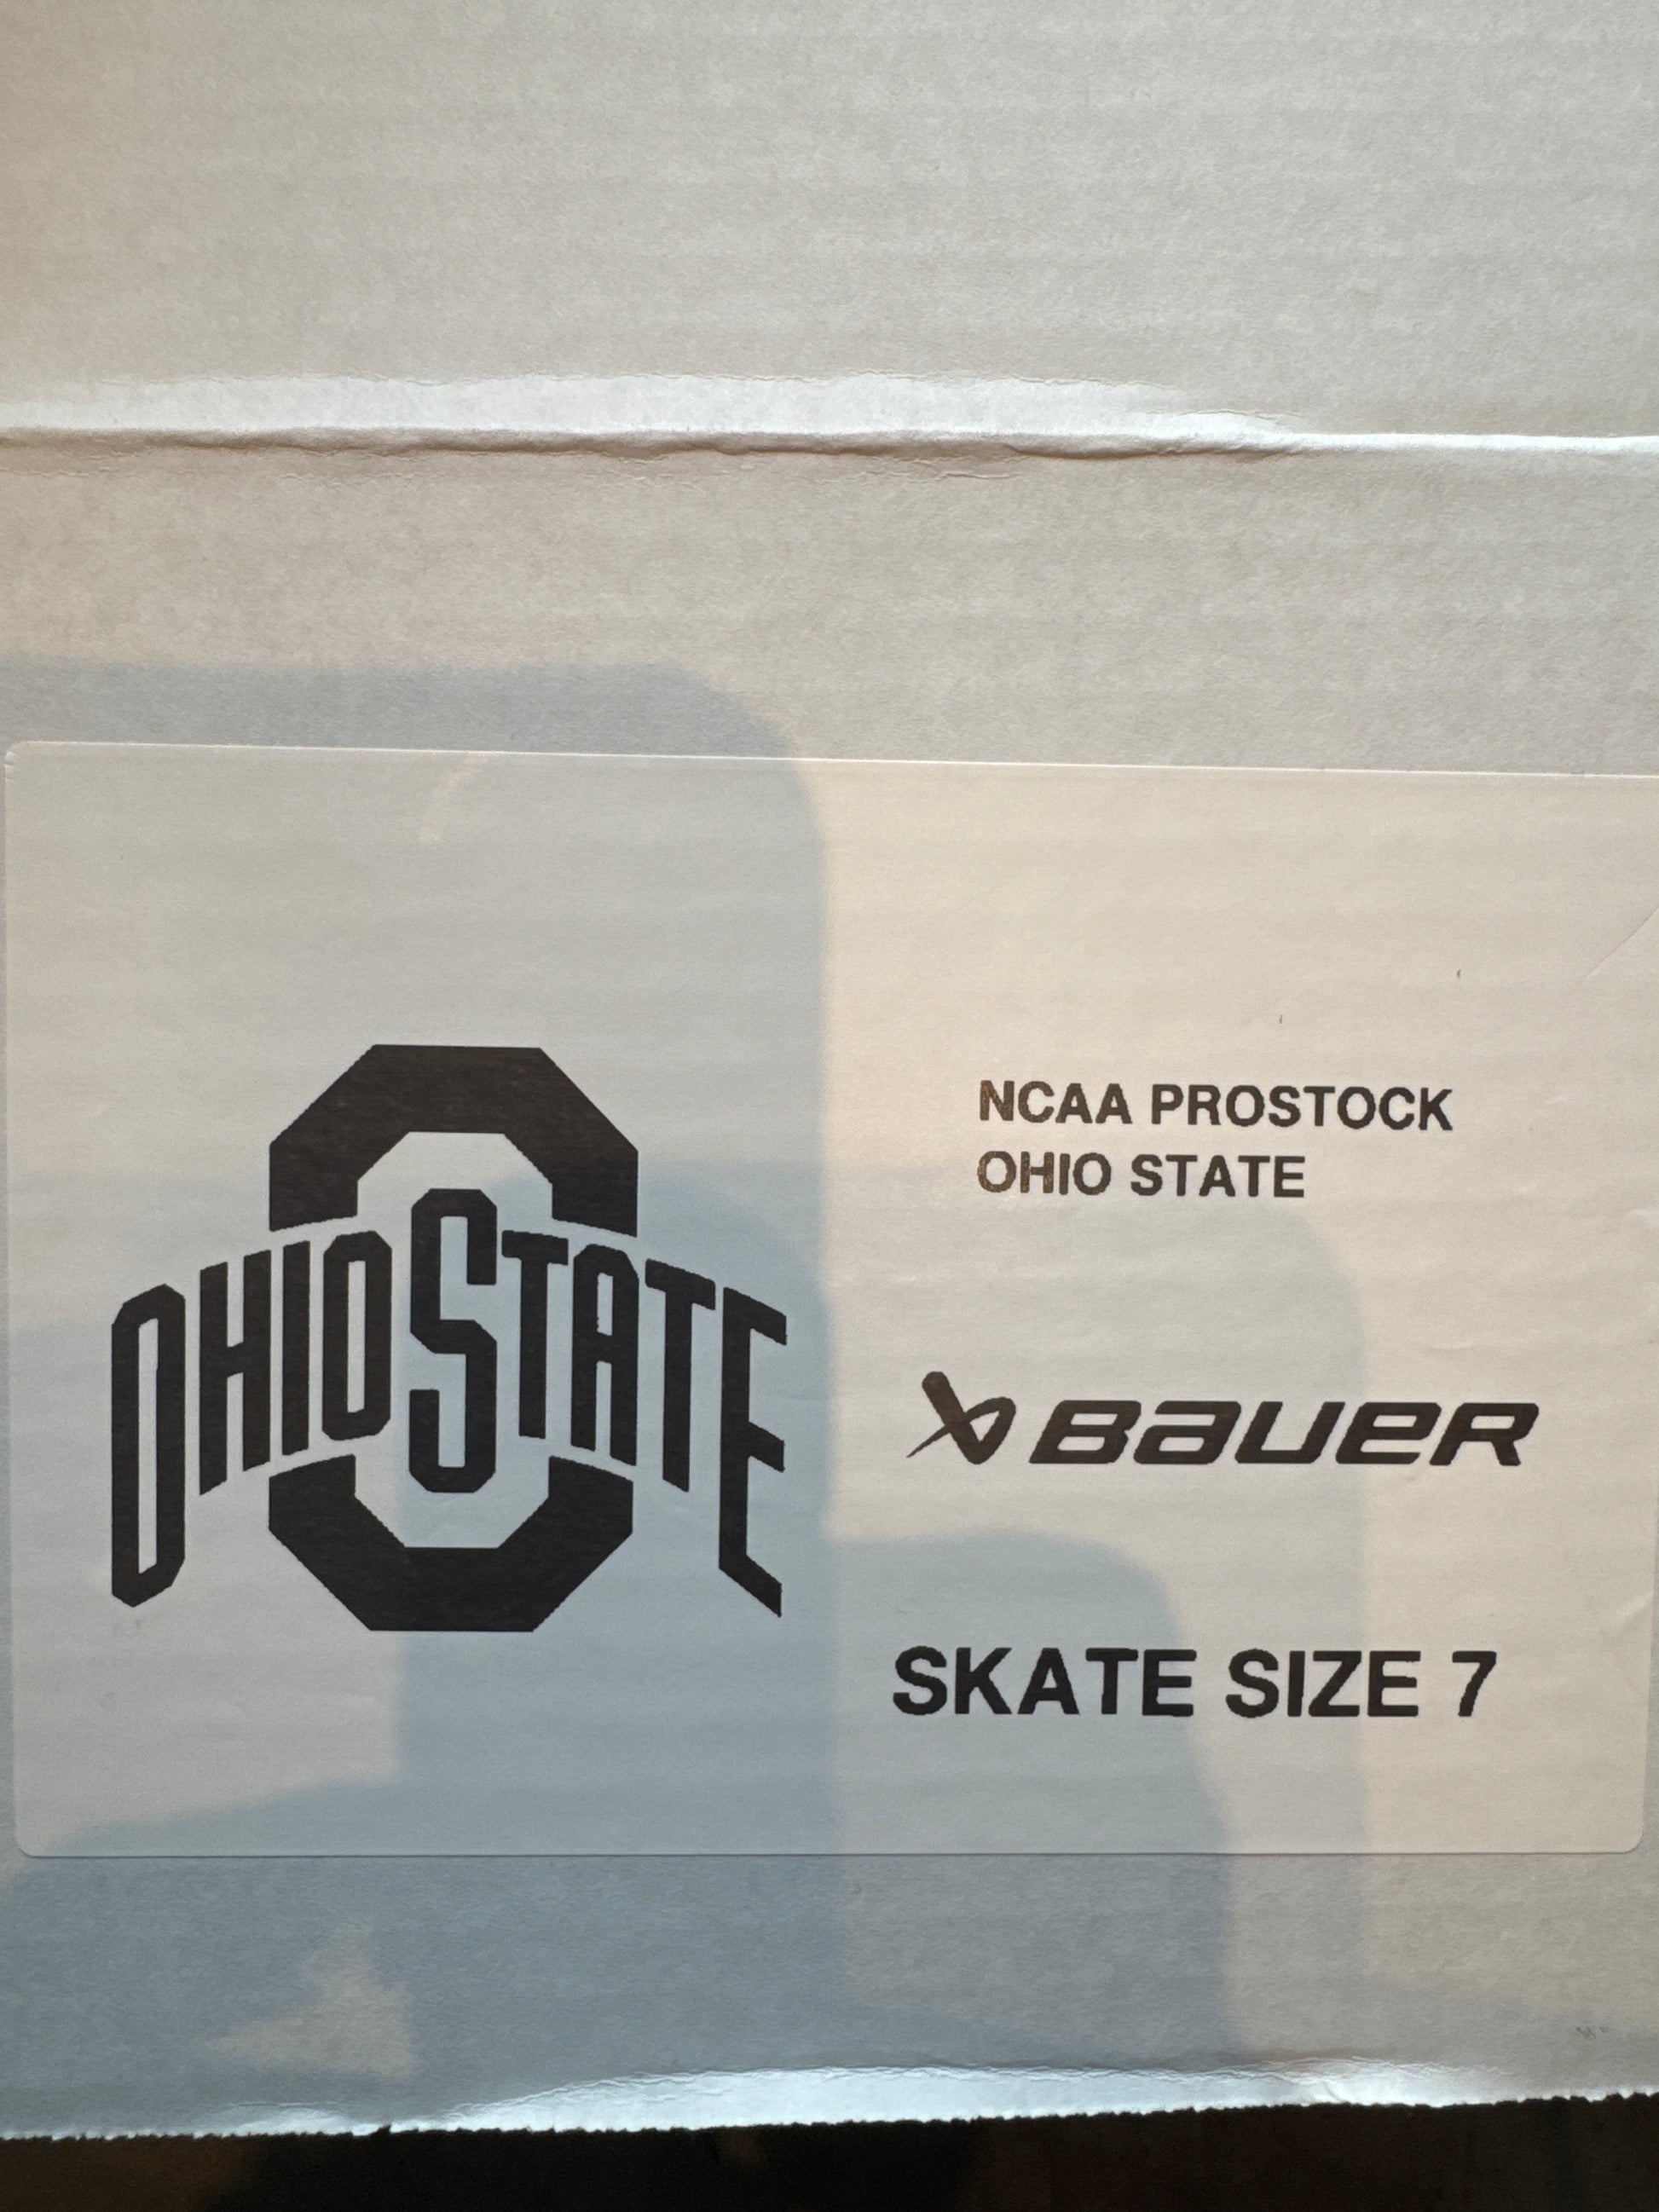 OHIO STATE
NCAA PROSTOCK
OHIO STATE
BAUER
SKATE SIZE 7